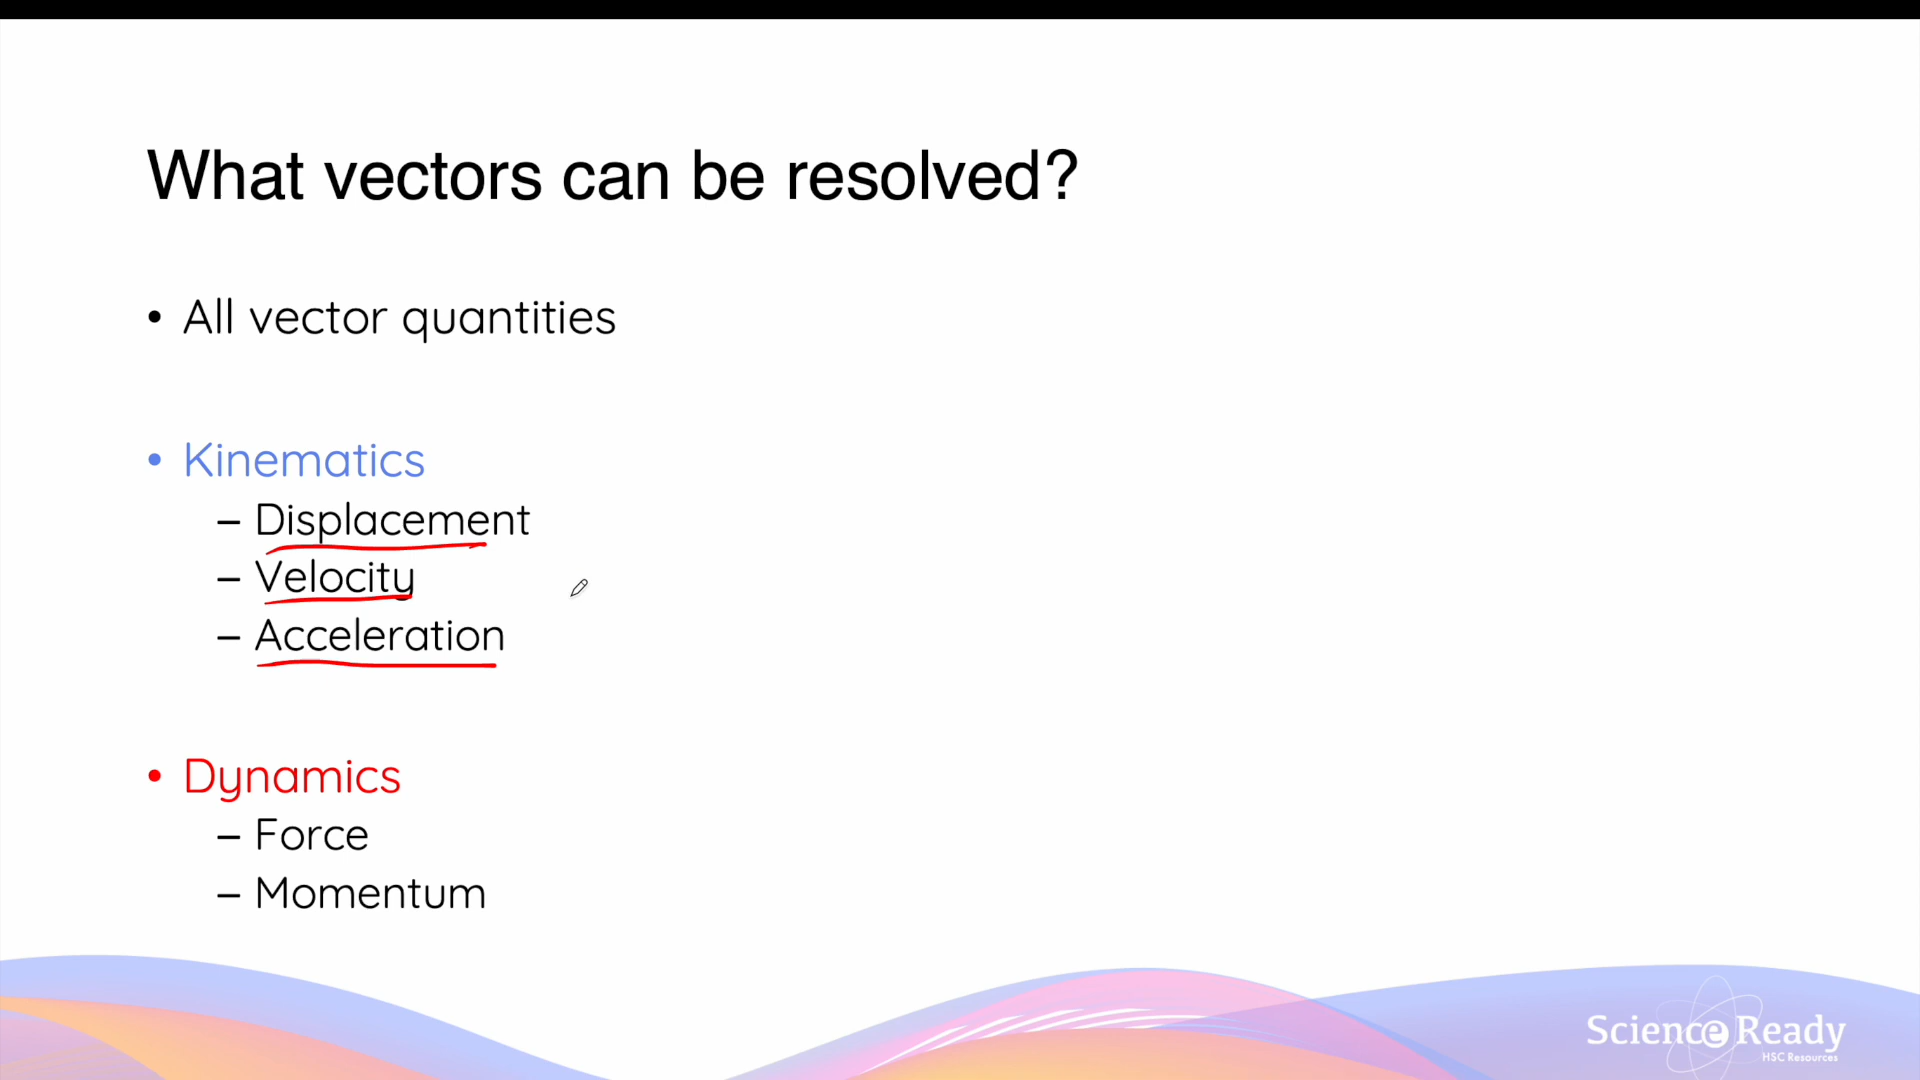 What vectors can be resolved?
• All vector quantities
• Kinematics
– Displacement
– Velocity
– Acceleration
• Dynamics
– Force
– Momentum
Science Ready
HSC Resources